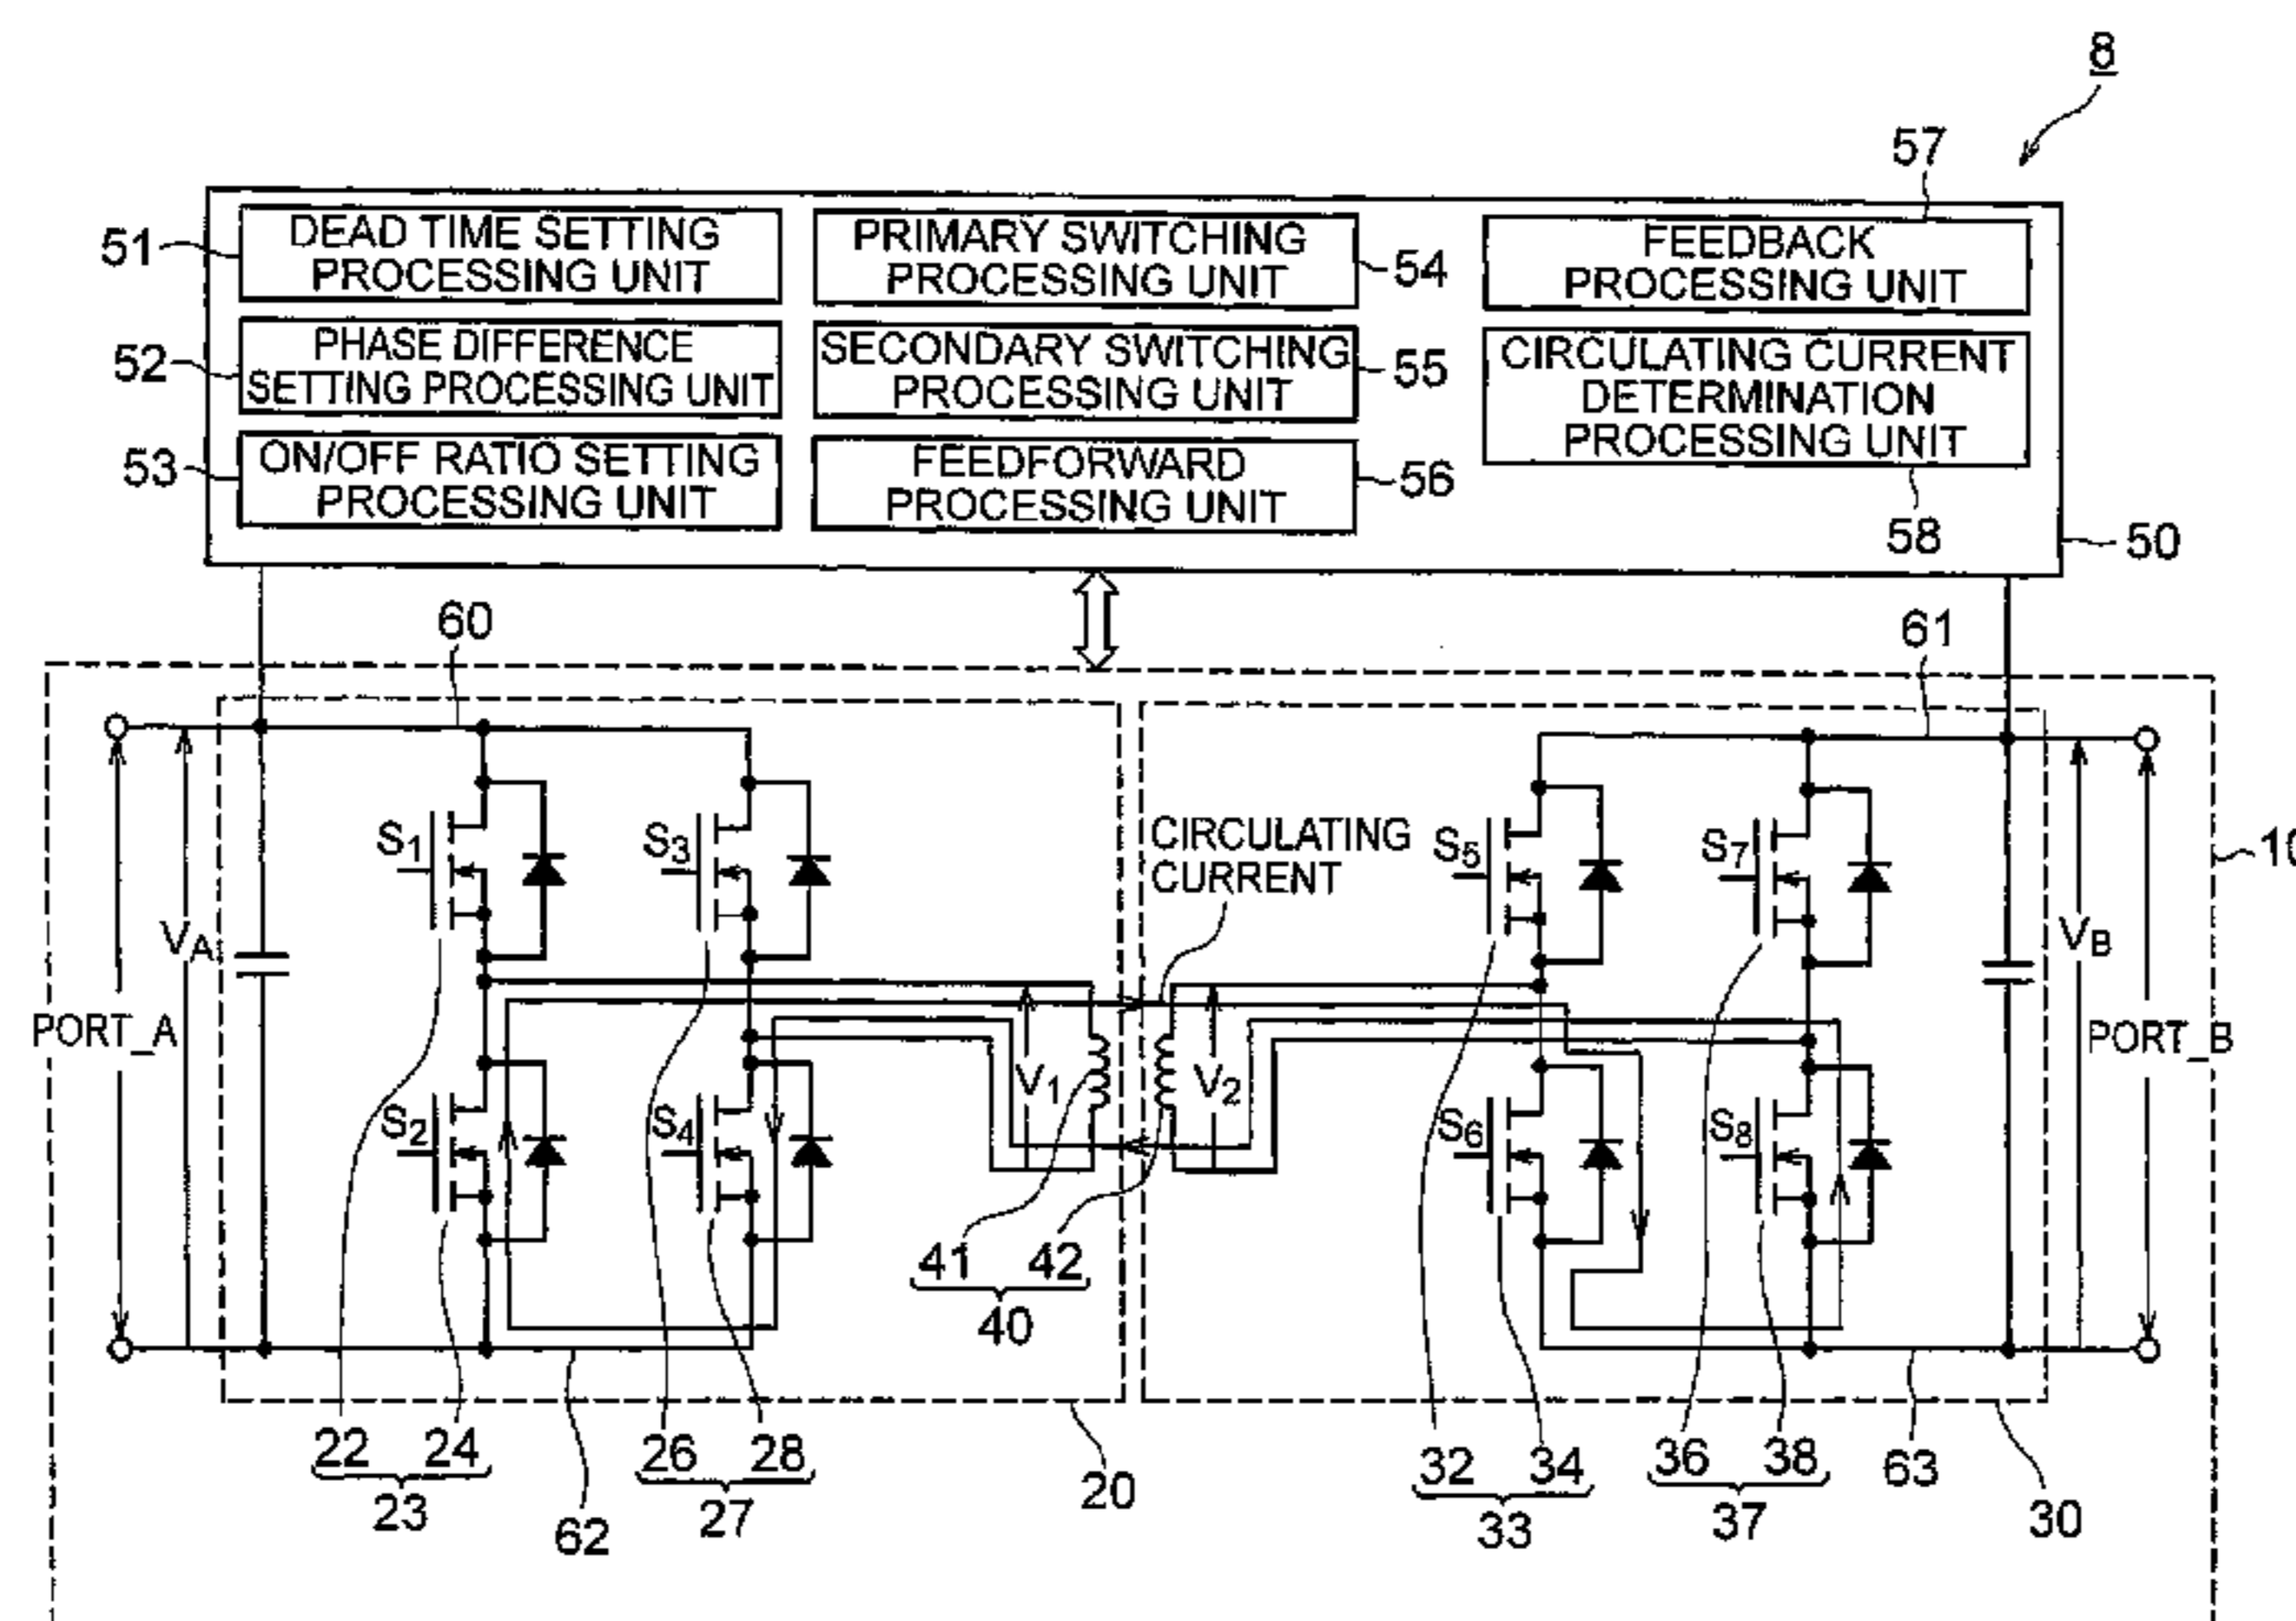 8
57
51
DEAD TIME SETTING
PROCESSING UNIT
PRIMARY SWITCHING
PROCESSING UNIT
54
FEEDBACK
PROCESSING UNIT
52
PHASE DIFFERENCE
SETTING PROCESSING UNIT
SECONDARY SWITCHING
PROCESSING UNIT
55
CIRCULATING CURRENT
DETERMINATION
PROCESSING UNIT
53
ON/OFF RATIO SETTING
PROCESSING UNIT
FEEDFORWARD
PROCESSING UNIT
56
58
50
60
61
S1
S3
CIRCULATING
CURRENT
S5
S7
10
VA
VB
PORT_A
PORT_B
V1
V2
S2
S4
S6
S8
41 42
40
22 24
23
26 28
27
62
20
32 34
33
36 38
37
63
30